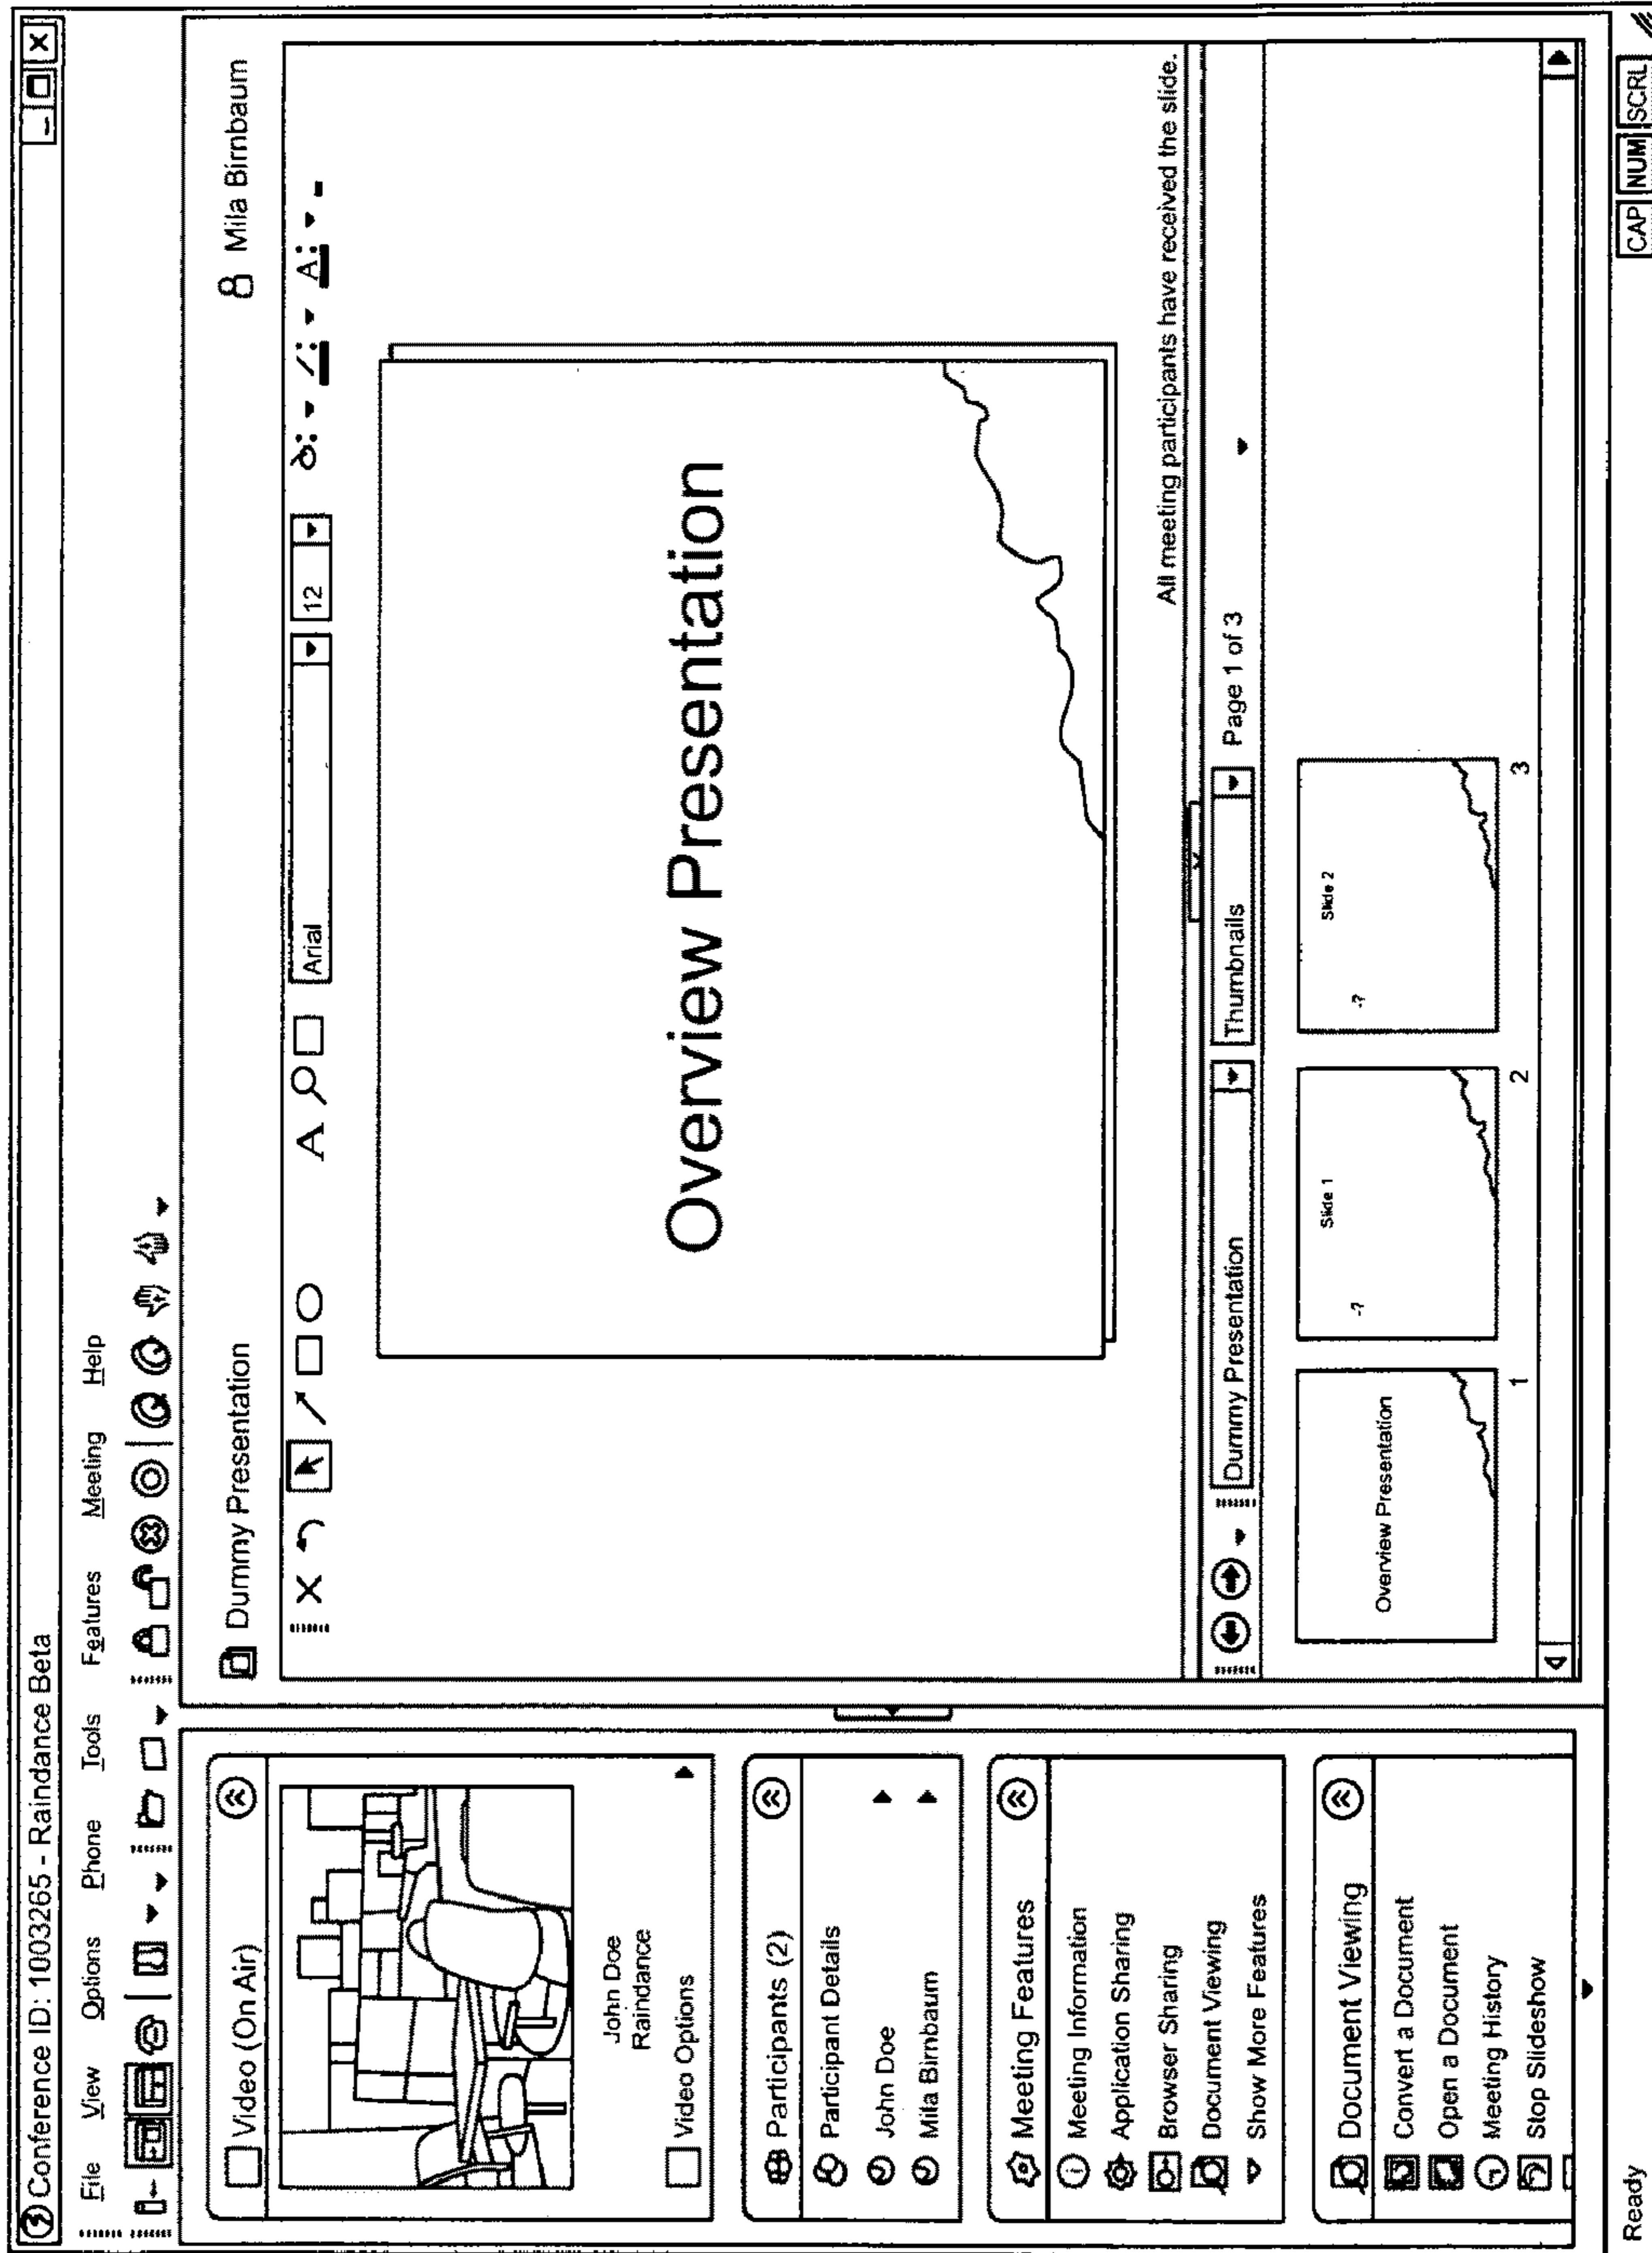 Conference ID: 1003265 - Raindance Beta
File View Options Phone Tools Features Meeting Help
Video (On Air)
John Doe
Raindance
Video Options
Participants (2)
Participant Details
John Doe
Mila Birnbaum
Meeting Features
Meeting Information
Application Sharing
Browser Sharing
Document Viewing
Show More Features
Document Viewing
Convert a Document
Open a Document
Meeting History
Stop Slideshow
Dummy Presentation
Mila Birnbaum
A Arial 12 A
Overview Presentation
All meeting participants have received the slide.
Dummy Presentation Thumbnails Page 1 of 3
Overview Presentation
1
Slide 1
-?
2
Slide 2
-?
3
Ready
CAP NUM SCRL